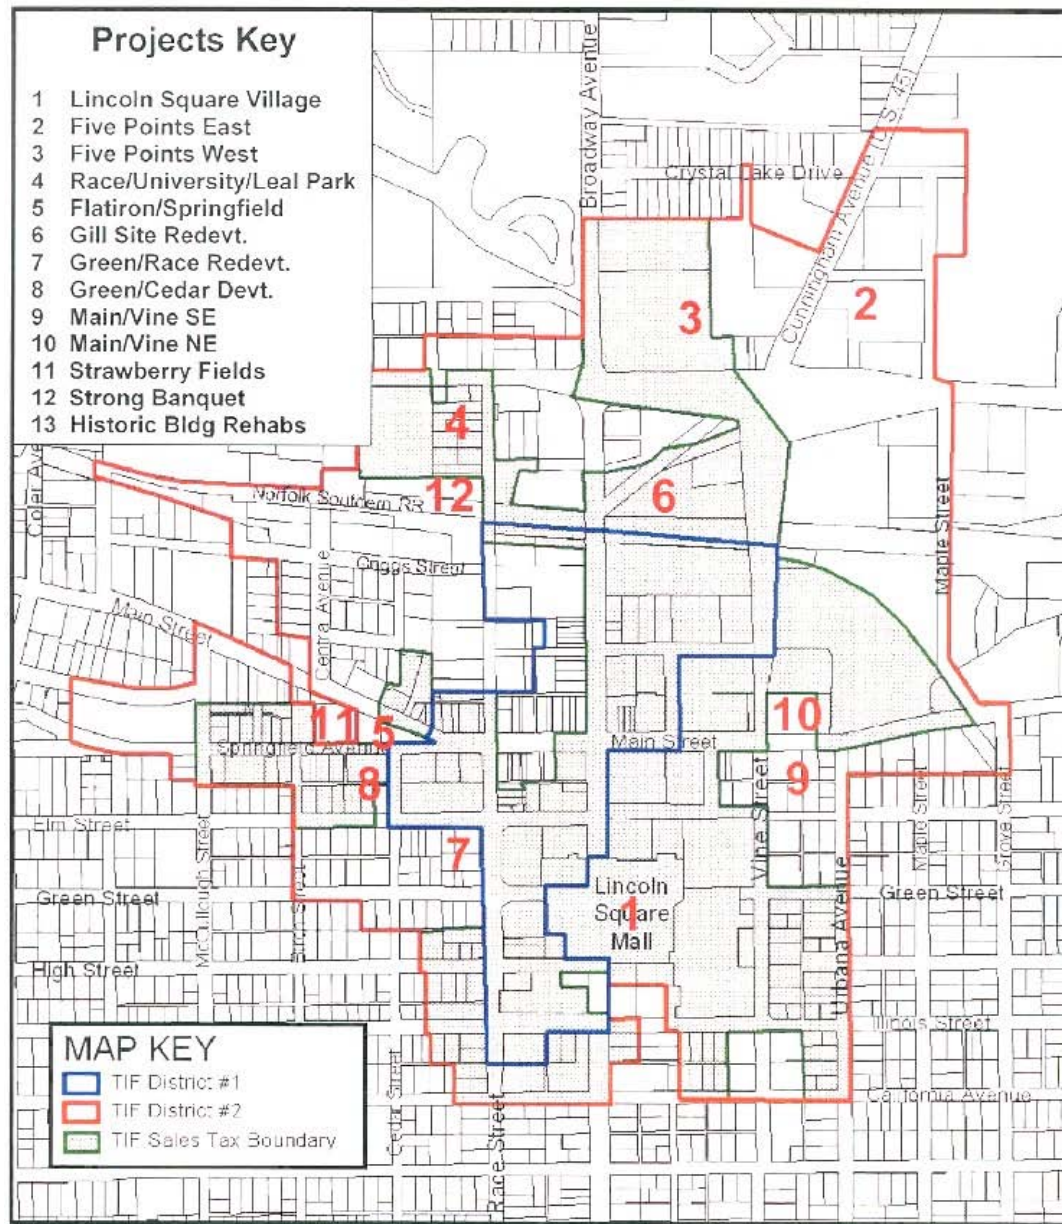 Projects Key
1 Lincoln Square Village
2 Five Points East
3 Five Points West
4 Race/University/Leal Park
5 Flatiron/Springfield
6 Gill Site Redevt.
7 Green/Race Redevt.
8 Green/Cedar Devt.
9 Main/Vine SE
10 Main/Vine NE
11 Strawberry Fields
12 Strong Banquet
13 Historic Bldg Rehabs
Broadway Avenue
Cunningham Avenue (U.S. 45)
Crystal Lake Drive
2
3
4
12
6
Norfolk Southern RR
Griggs Street
Central Avenue
Main Street
Maple Street
11
5
10
Springfield Avenue
Main Street
8
9
Elm Street
7
Vine Street
Maple Street
Grove Street
McCullough Street
Birch Street
Green Street
Lincoln
Square
Mall
1
Green Street
Urbana Avenue
High Street
Illinois Street
California Avenue
Cedar Street
Race Street
MAP KEY
TIF District #1
TIF District #2
TIF Sales Tax Boundary